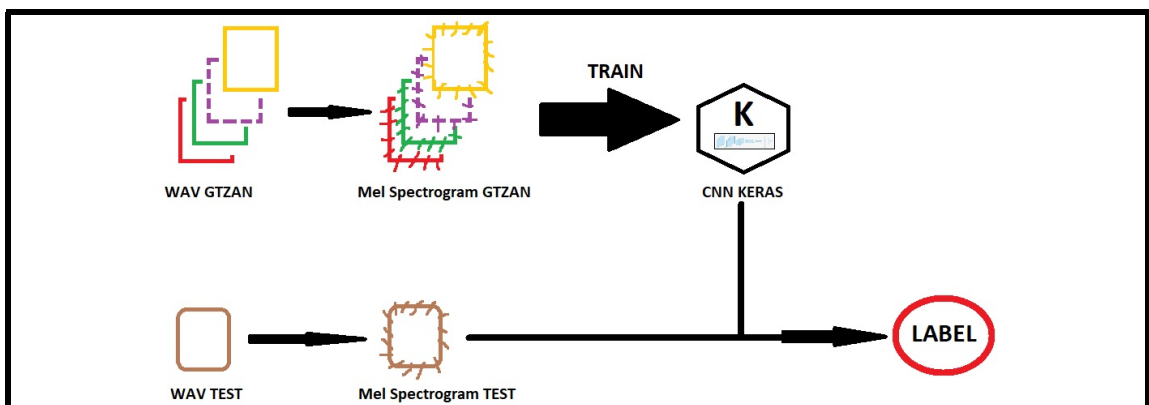 TRAIN
K
WAV GTZAN
Mel Spectrogram GTZAN
CNN KERAS
LABEL
WAV TEST
Mel Spectrogram TEST